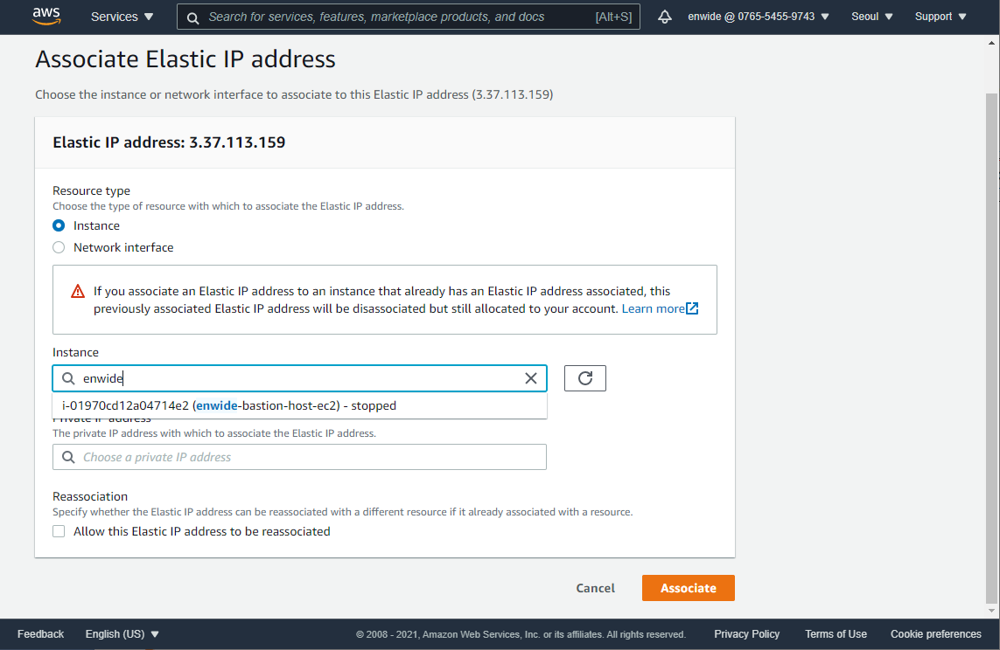 aws Services Search for services, features, marketplace products, and docs [Alt+S] enwide @ 0765-5455-9743 Seoul Support
Associate Elastic IP address
Choose the instance or network interface to associate to this Elastic IP address (3.37.113.159)
Elastic IP address: 3.37.113.159
Resource type
Choose the type of resource with which to associate the Elastic IP address.
Instance
Network interface
If you associate an Elastic IP address to an instance that already has an Elastic IP address associated, this
previously associated Elastic IP address will be disassociated but still allocated to your account. Learn more
Instance
enwide
i-01970cd12a04714e2 (enwide-bastion-host-ec2) - stopped
Private IP address
The private IP address with which to associate the Elastic IP address.
Choose a private IP address
Reassociation
Specify whether the Elastic IP address can be reassociated with a different resource if it already associated with a resource.
Allow this Elastic IP address to be reassociated
Cancel Associate
Feedback English (US) © 2008 - 2021, Amazon Web Services, Inc. or its affiliates. All rights reserved. Privacy Policy Terms of Use Cookie preferences